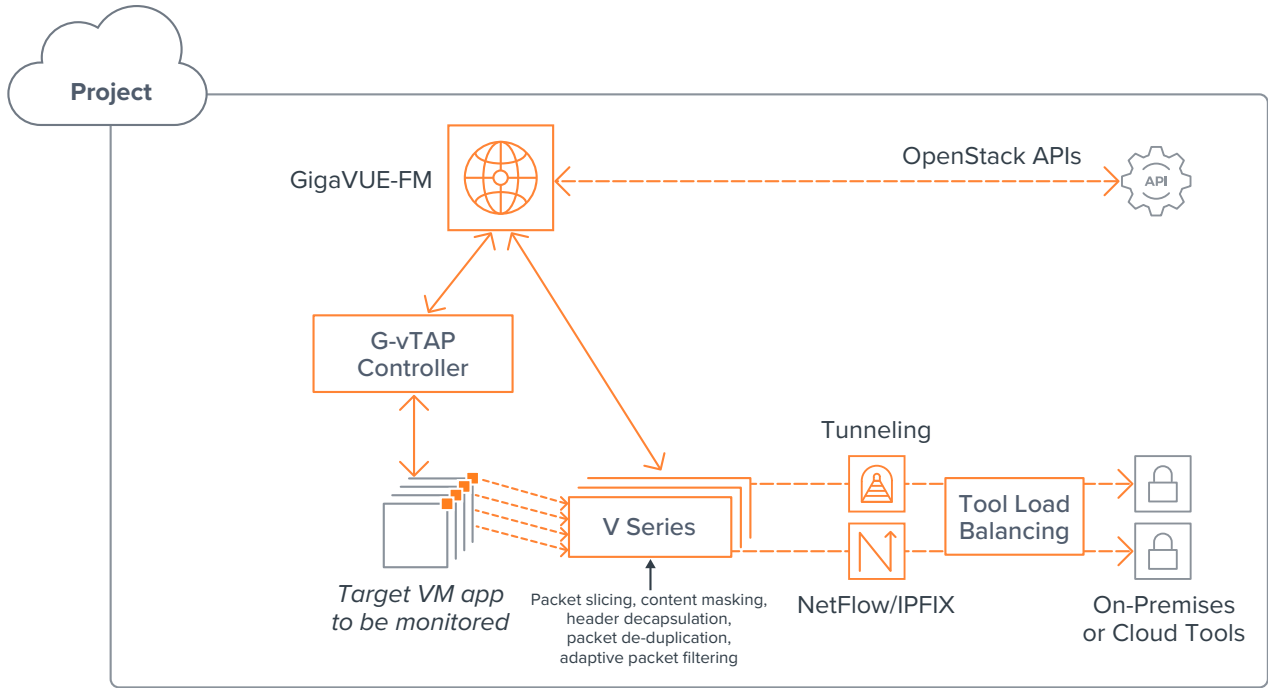 Project
OpenStack APIs
GigaVUE-FM
API
G-vTAP
Controller
Tunneling
V Series
Tool Load
Balancing
Target VM app
to be monitored
Packet slicing, content masking,
header decapsulation,
packet de-duplication,
adaptive packet filtering
NetFlow/IPFIX
On-Premises
or Cloud Tools